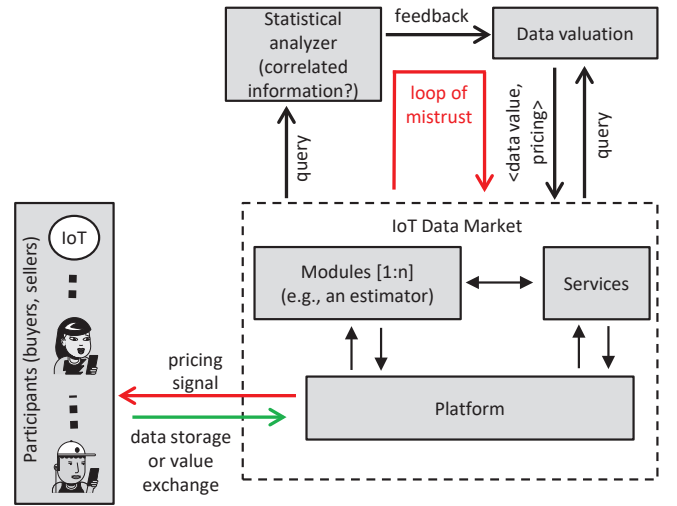 Statistical
analyzer
(correlated
information?)
feedback
Data valuation
loop of
mistrust
query
<data value,
pricing>
query
IoT Data Market
Modules [1:n]
(e.g., an estimator)
Services
Platform
Participants (buyers, sellers)
IoT
pricing
signal
data storage
or value
exchange